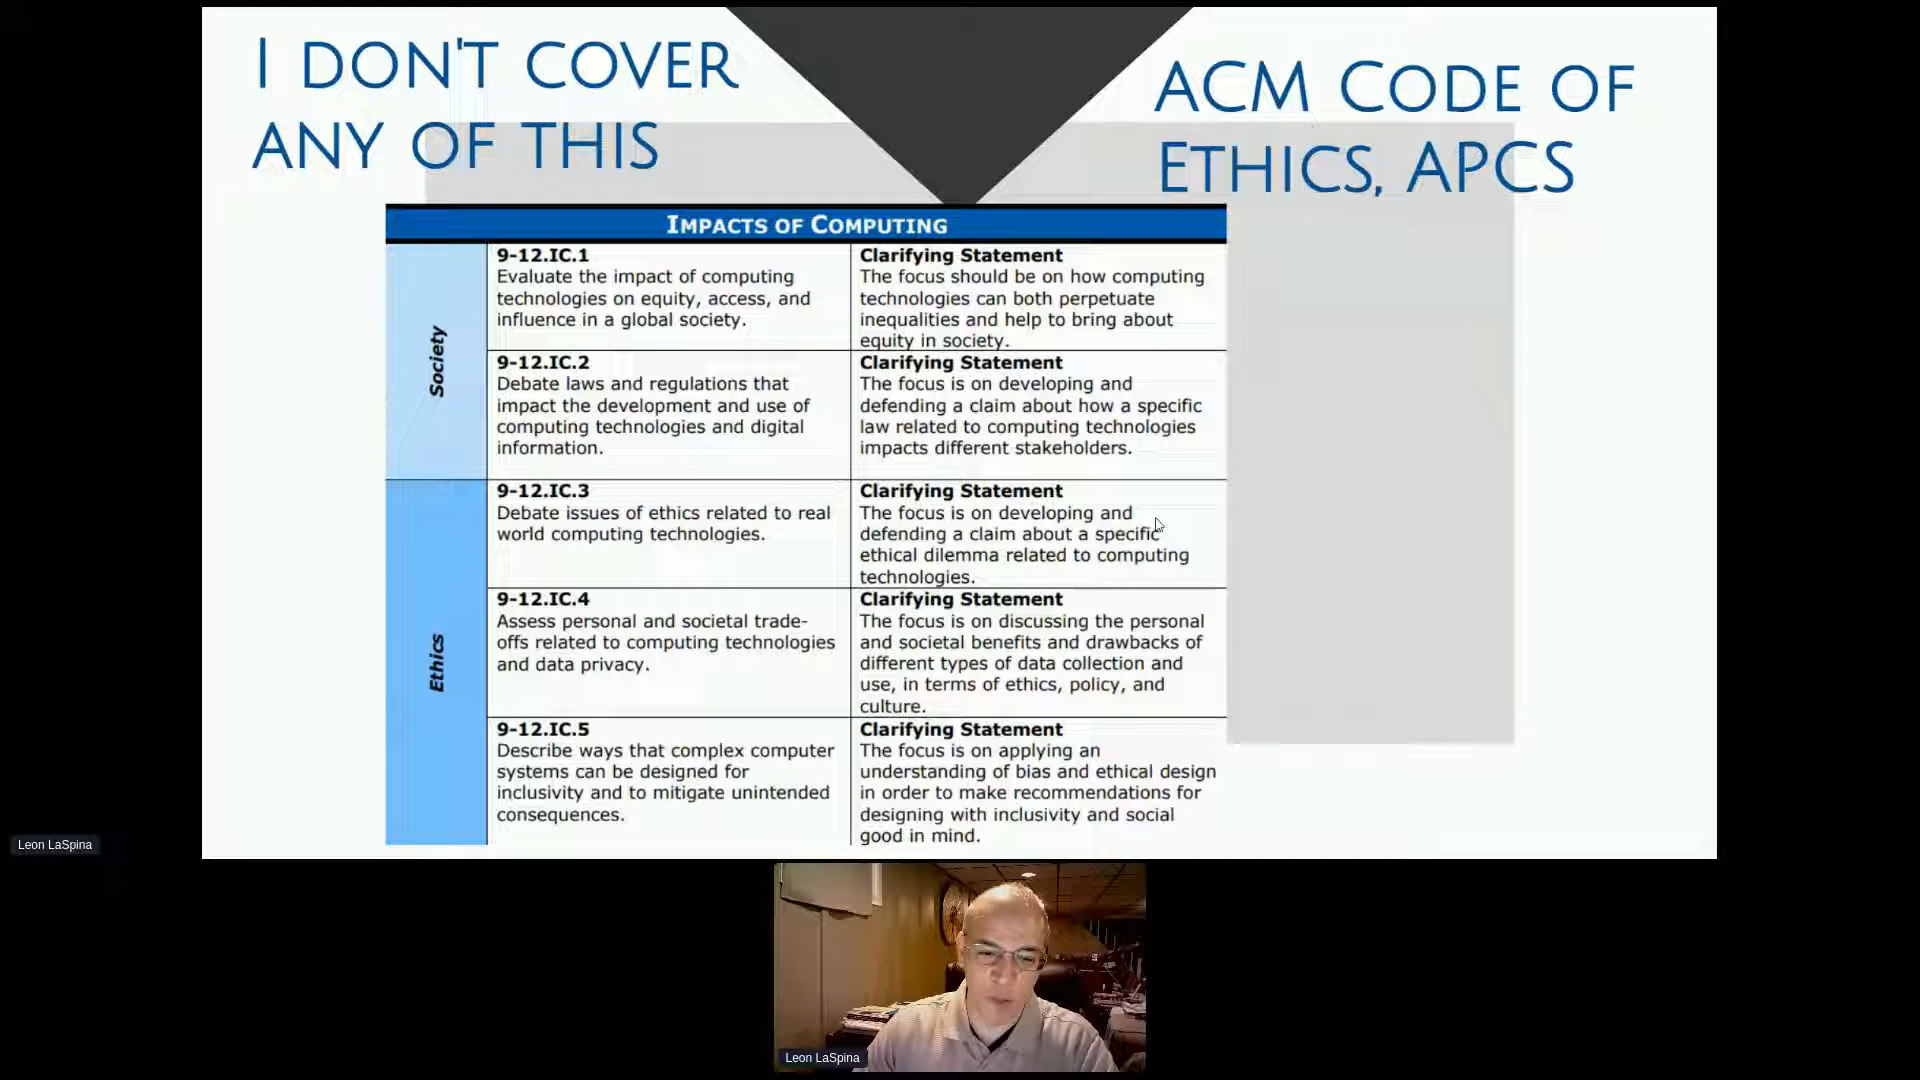 I DON'T COVER
ANY OF THIS
ACM CODE OF
ETHICS, APCS
IMPACTS OF COMPUTING
Society
9-12.IC.1
Evaluate the impact of computing
technologies on equity, access, and
influence in a global society.
Clarifying Statement
The focus should be on how computing
technologies can both perpetuate
inequalities and help to bring about
equity in society.
9-12.IC.2
Debate laws and regulations that
impact the development and use of
computing technologies and digital
information.
Clarifying Statement
The focus is on developing and
defending a claim about how a specific
law related to computing technologies
impacts different stakeholders.
Ethics
9-12.IC.3
Debate issues of ethics related to real
world computing technologies.
Clarifying Statement
The focus is on developing and
defending a claim about a specific
ethical dilemma related to computing
technologies.
9-12.IC.4
Assess personal and societal trade-
offs related to computing technologies
and data privacy.
Clarifying Statement
The focus is on discussing the personal
and societal benefits and drawbacks of
different types of data collection and
use, in terms of ethics, policy, and
culture.
9-12.IC.5
Describe ways that complex computer
systems can be designed for
inclusivity and to mitigate unintended
consequences.
Clarifying Statement
The focus is on applying an
understanding of bias and ethical design
in order to make recommendations for
designing with inclusivity and social
good in mind.
Leon LaSpina
Leon LaSpina